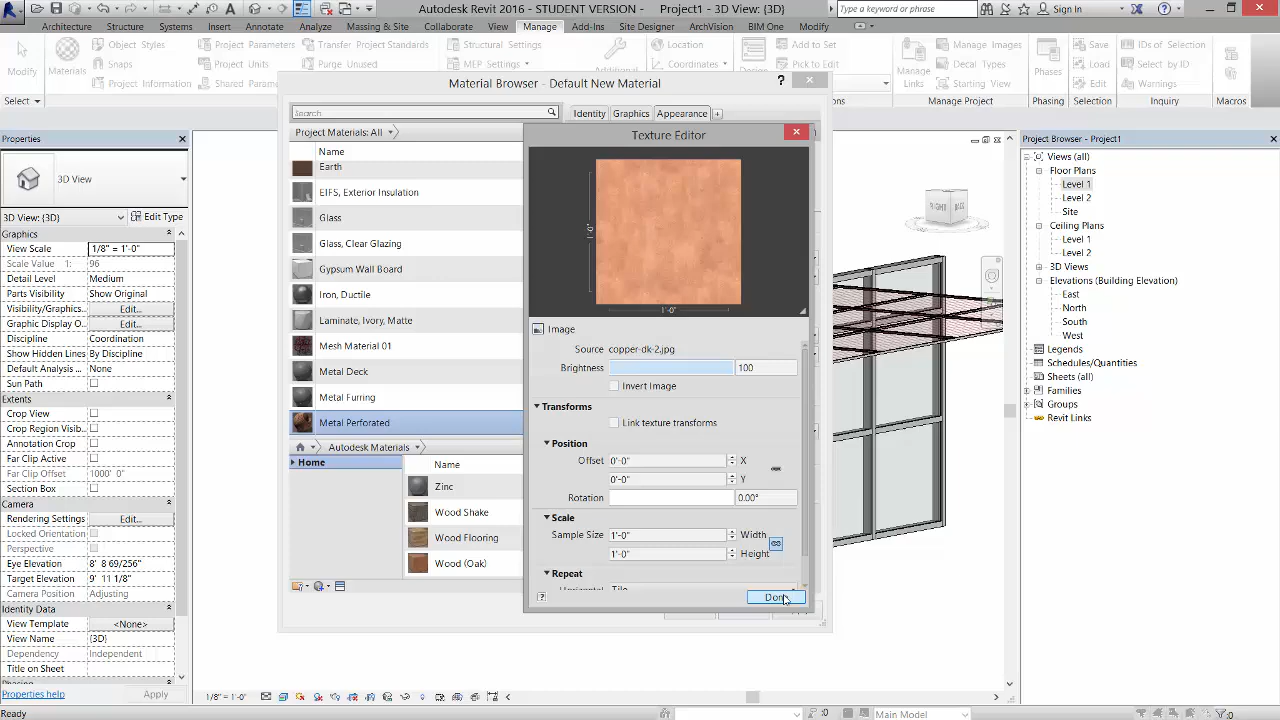 Autodesk Revit 2016 - STUDENT VERSION - Project1 - 3D View: {3D}
Type a keyword or phrase
Sign In
Architecture Structure Systems Insert Annotate Analyze Massing & Site Collaborate View Manage Add-Ins Site Designer ArchVision BIM One Modify
Modify
Materials
Object Styles
Snap
Project Information
Project Parameters
Project Units
Transfer Project Standards
Purge Unused
Structural Settings
MEP Settings
Additional
Location
Coordinates
Design
Add to Set
Manage Links
Manage Images
Starting View
Phases
Save
Load
Edit
IDs of Selection
Select by ID
Warnings
Select
Manage Project
Phasing
Selection
Inquiry
Macros
Properties
3D View
3D View: {3D}
Edit Type
Graphics
View Scale 1/8" = 1'-0"
Scale Value 1: 96
Detail Level Medium
Parts Visibility Show Original
Visibility/Graphics... Edit...
Graphic Display O... Edit...
Discipline Coordination
Show Hidden Lines By Discipline
Default Analysis ... None
Sun Path
Extents
Crop View
Crop Region Visib...
Annotation Crop
Far Clip Active
Far Clip Offset 1000' 0"
Section Box
Camera
Rendering Settings Edit...
Locked Orientation
Perspective
Eye Elevation 8' 8 69/256"
Target Elevation 9' 11 1/8"
Camera Position Adjusting
Identity Data
View Template <None>
View Name {3D}
Dependency Independent
Title on Sheet
Properties help
Apply
Ready
Material Browser - Default New Material
?
Search
Identity Graphics Appearance
Project Materials: All
Name
Earth
EIFS, Exterior Insulation
Glass
Glass, Clear Glazing
Gypsum Wall Board
Iron, Ductile
Laminate, Ivory, Matte
Mesh Material 01
Metal Deck
Metal Perforated
Autodesk Materials
Home
Name
Zinc
Wood Shake
Wood Flooring
Wood (Oak)
Texture Editor
1'-0"
1'-0"
Image
Source copper-dk-2.jpg
Brightness 100
Invert Image
Transforms
Link texture transforms
Position
Offset 0'-0" X
0'-0" Y
Rotation 0.00°
Scale
Sample Size 1'-0" Width
1'-0" Height
Repeat
Horizontal Tile
?
Done
RIGHT BACK
Project Browser - Project1
Views (all)
Floor Plans
Level 1
Level 2
Site
Ceiling Plans
Level 1
Level 2
3D Views
Elevations (Building Elevation)
East
North
South
West
Legends
Schedules/Quantities
Sheets (all)
Families
Groups
Revit Links
1/8" = 1'-0"
:0
Main Model
:0